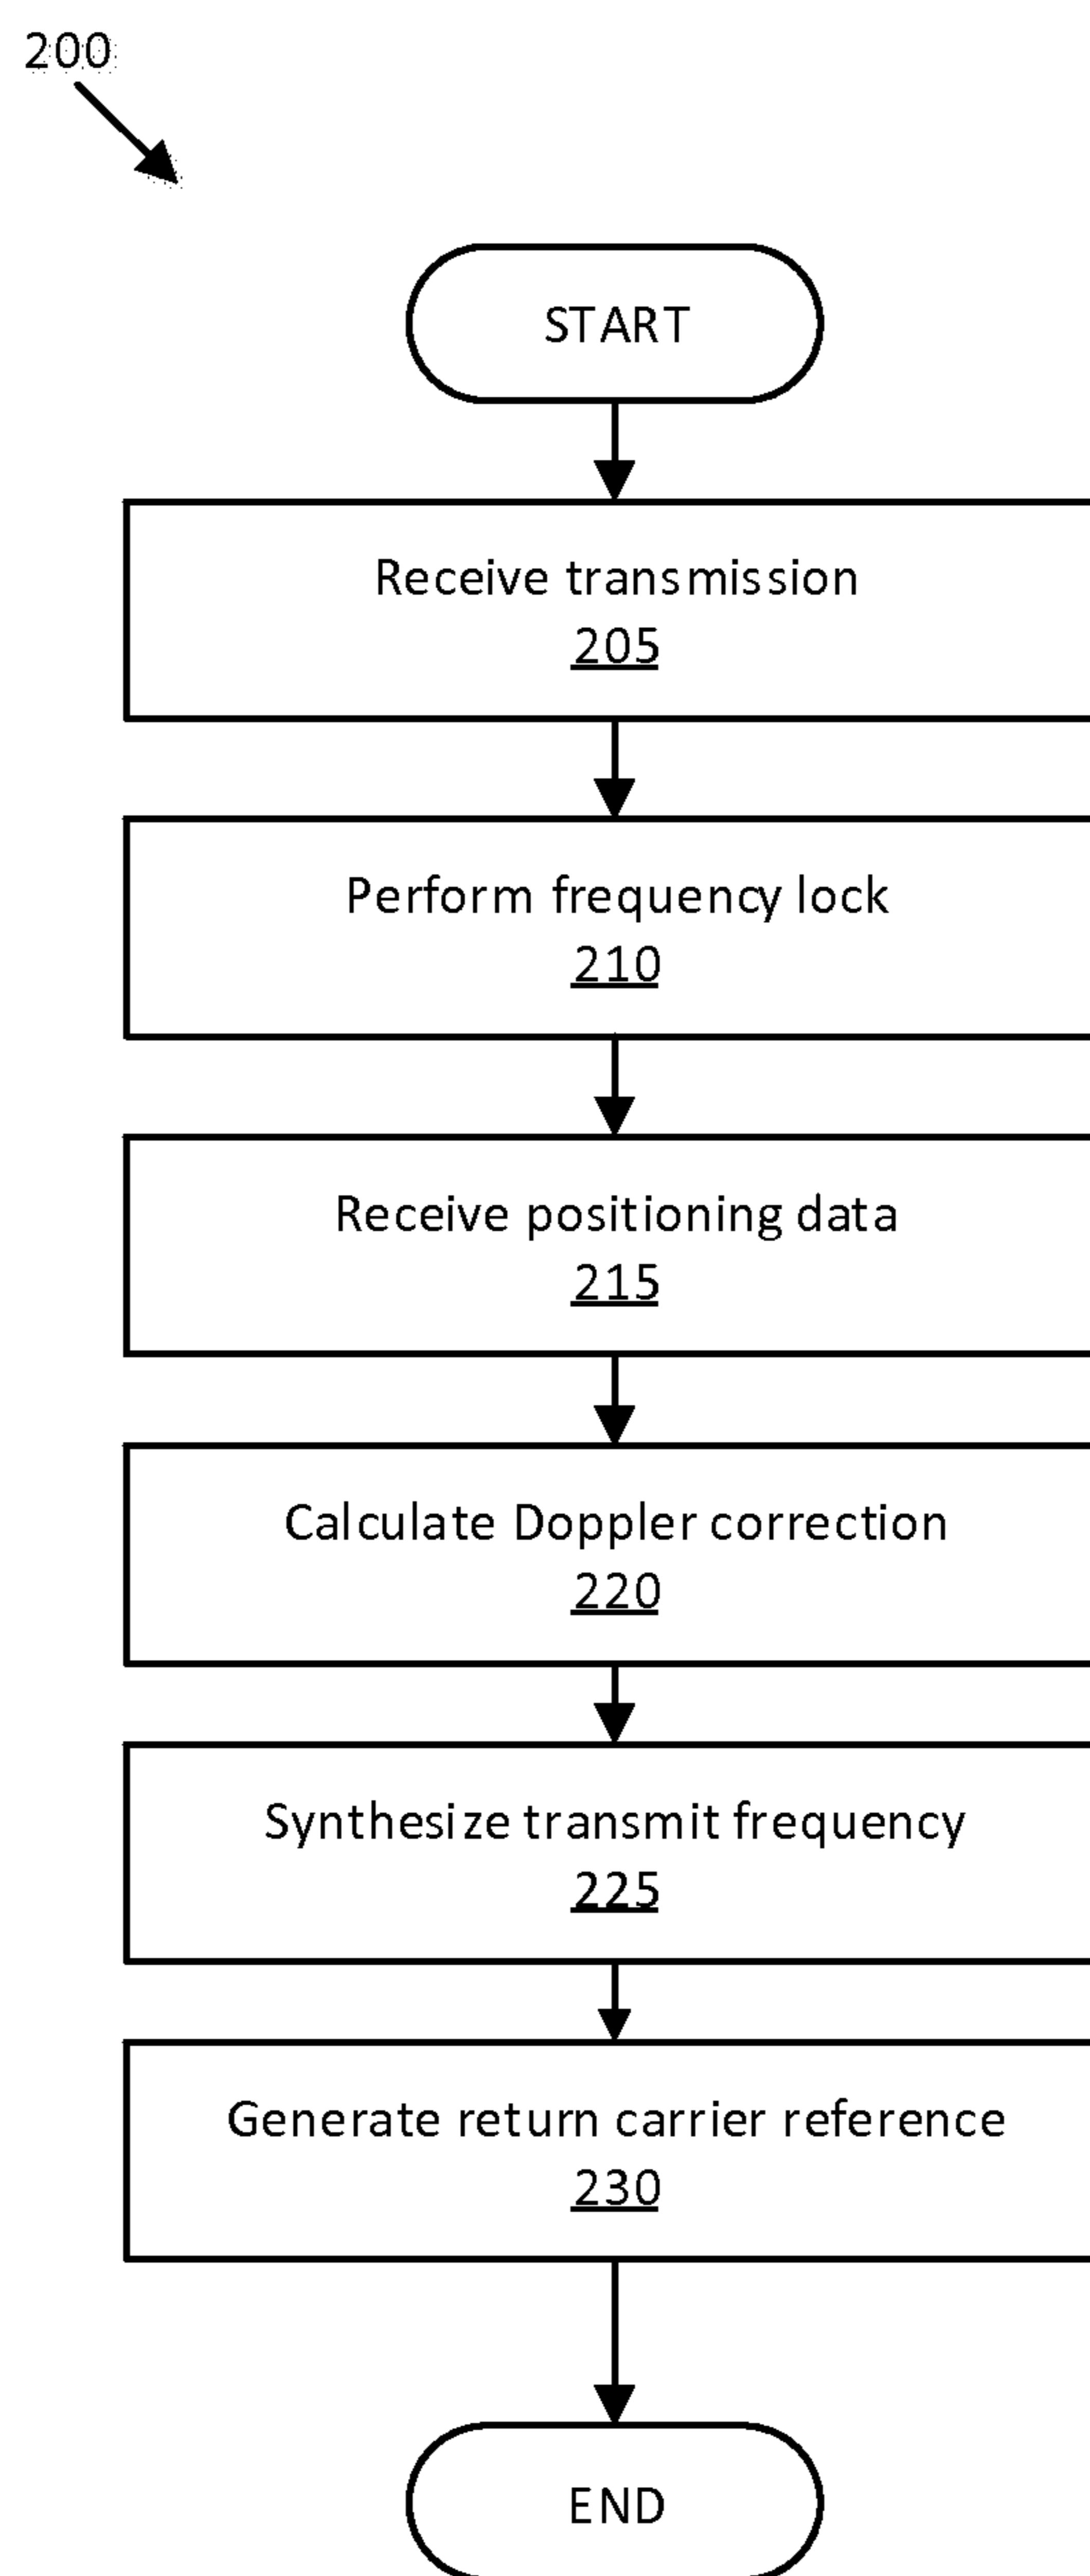 200
START
Receive transmission
205
Perform frequency lock
210
Receive positioning data
215
Calculate Doppler correction
220
Synthesize transmit frequency
225
Generate return carrier reference
230
END